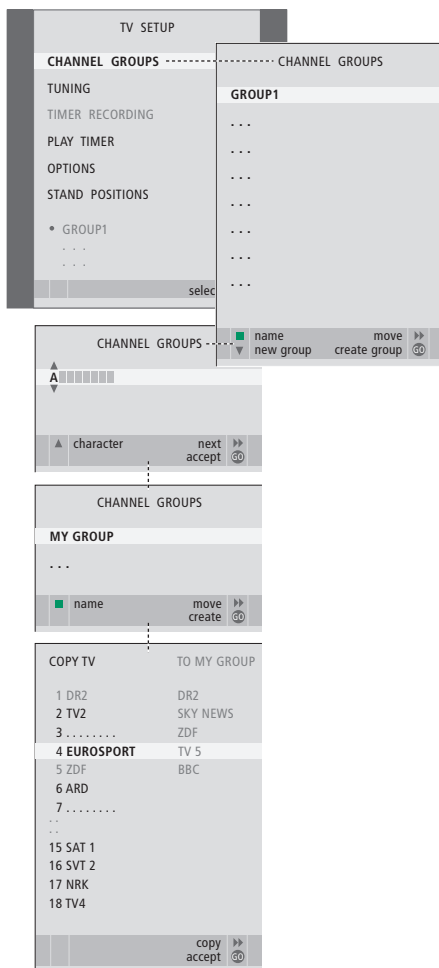 TV SETUP
CHANNEL GROUPS
TUNING
TIMER RECORDING
PLAY TIMER
OPTIONS
STAND POSITIONS
• GROUP1
. . .
. . .
selec
CHANNEL GROUPS
GROUP1
. . .
. . .
. . .
. . .
. . .
. . .
. . .
name move
new group create group GO
CHANNEL GROUPS
A
character next
accept GO
CHANNEL GROUPS
MY GROUP
. . .
name move
create GO
COPY TV TO MY GROUP
1 DR2 DR2
2 TV2 SKY NEWS
3 . . . . . . . . ZDF
4 EUROSPORT TV 5
5 ZDF BBC
6 ARD
7 . . . . . . . .
. .
. .
15 SAT 1
16 SVT 2
17 NRK
18 TV4
copy
accept GO